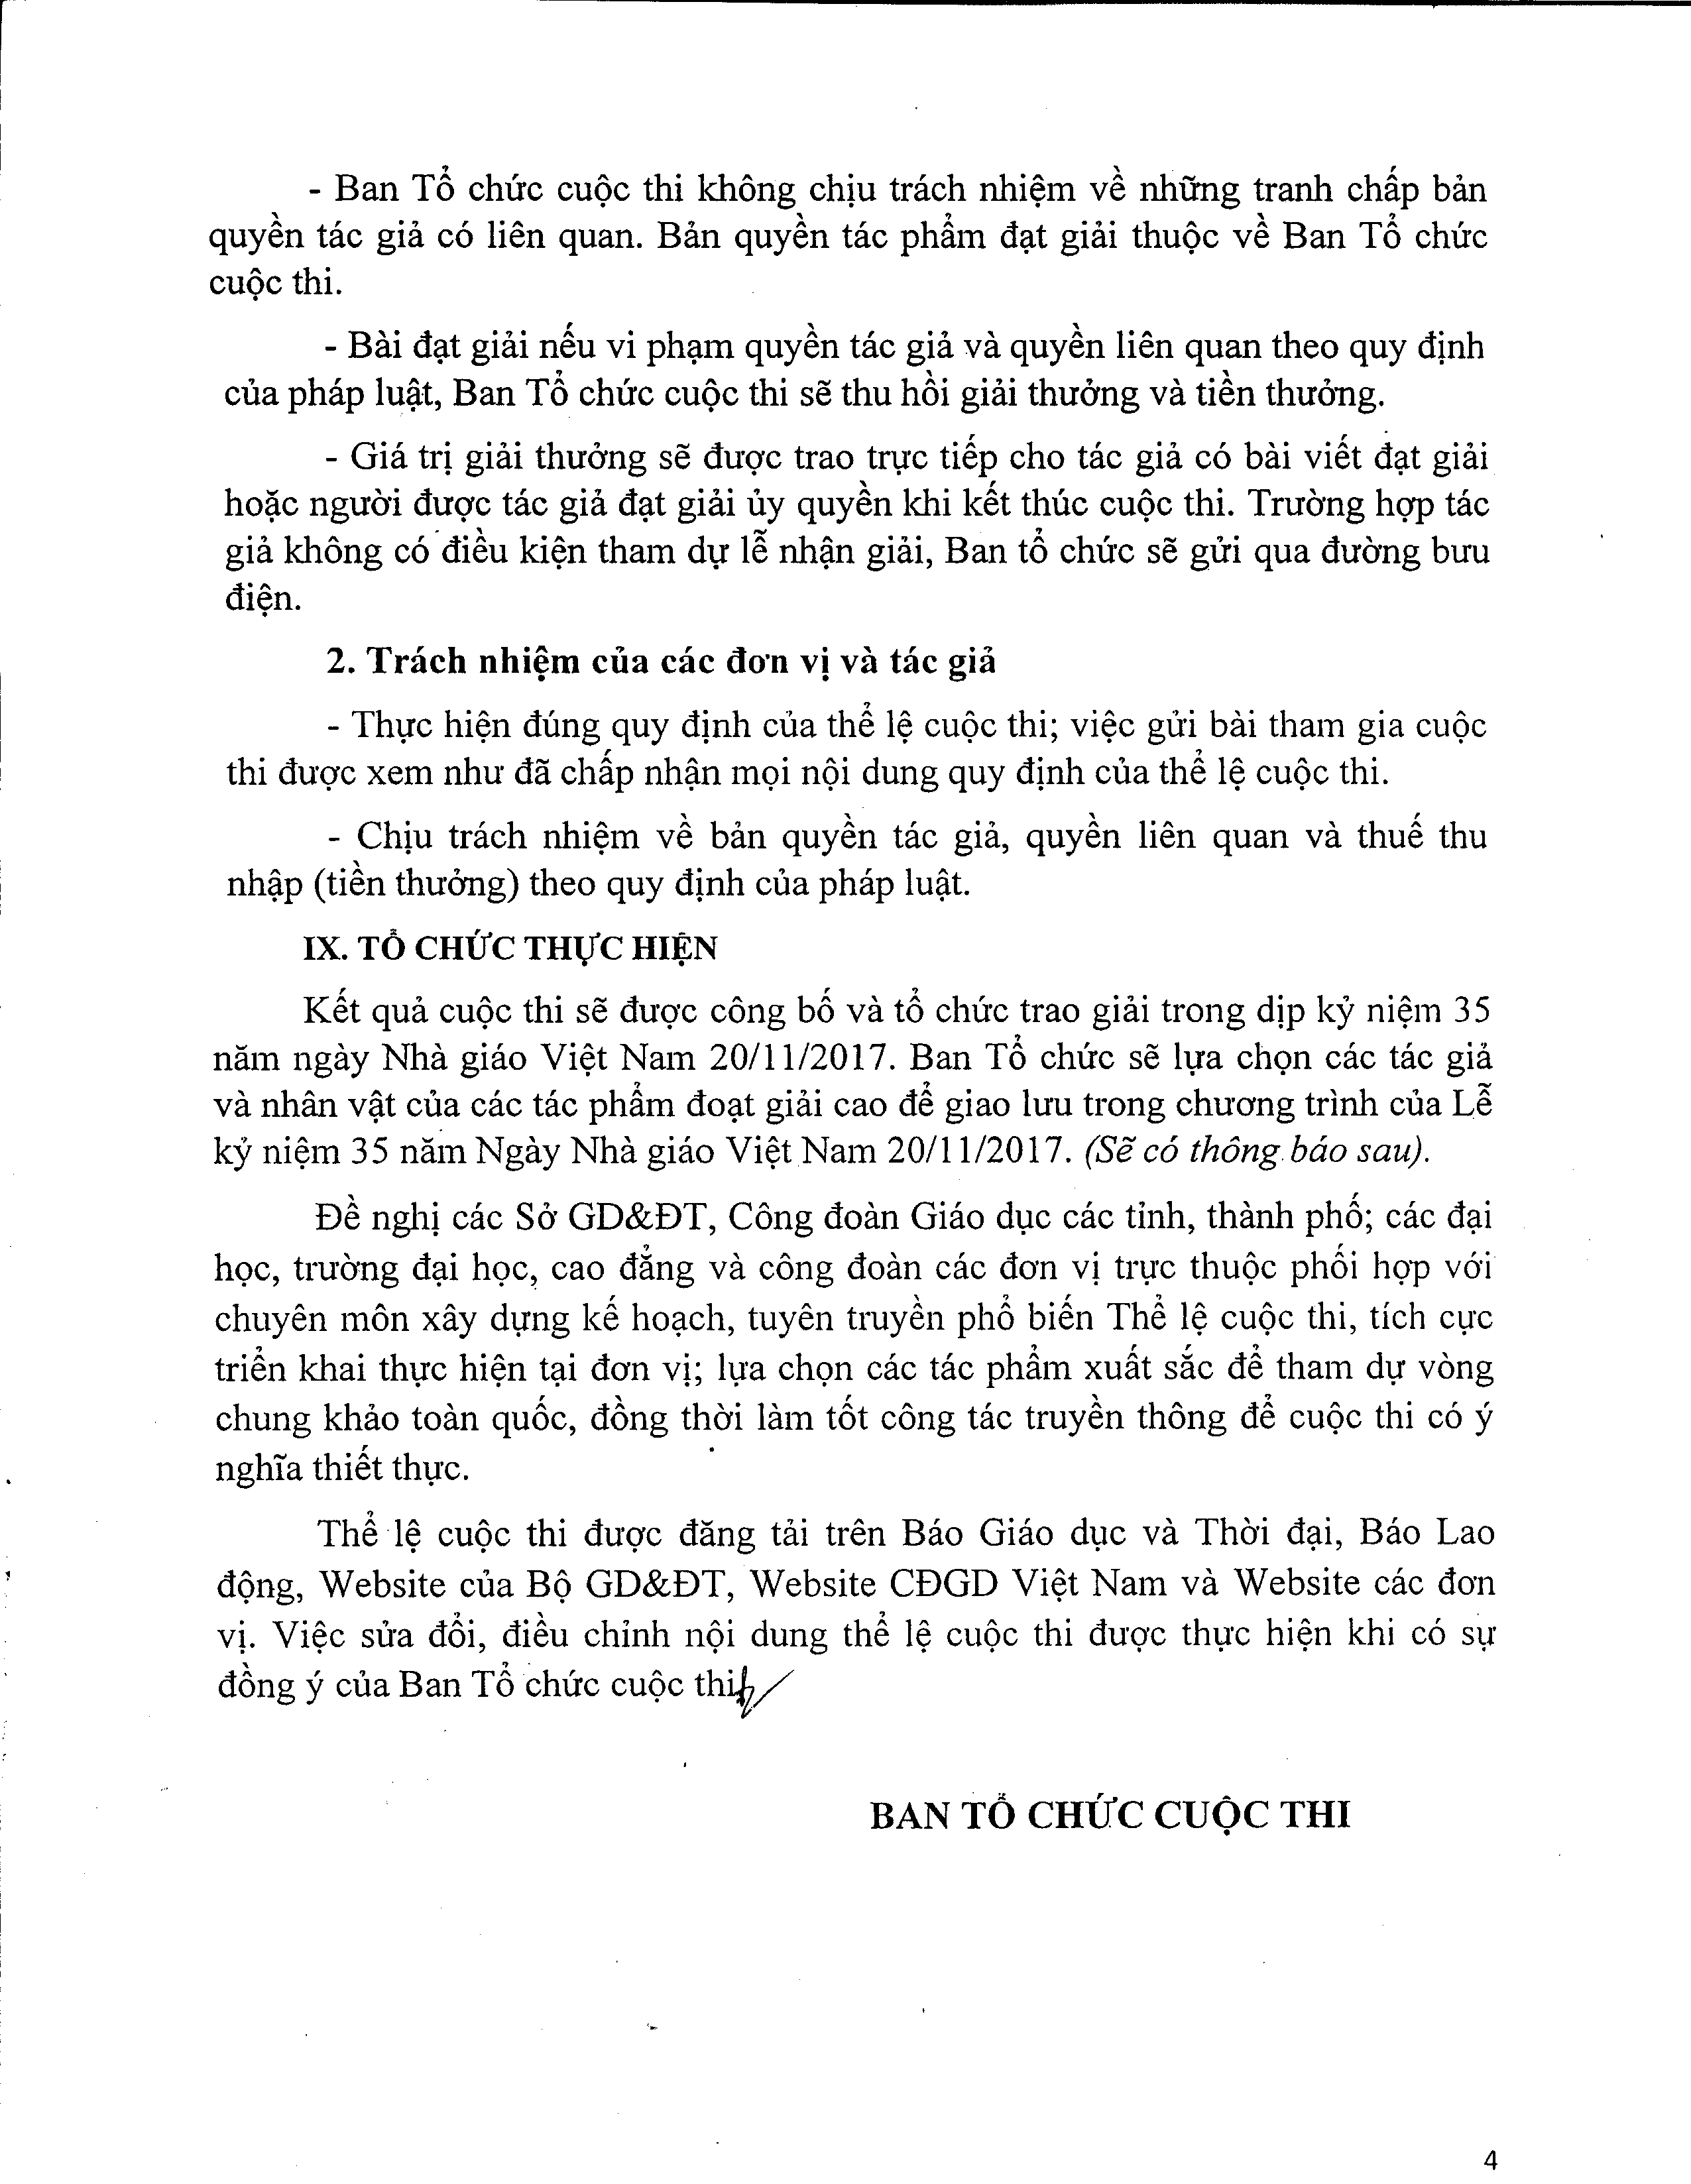 - Ban Tổ chức cuộc thi không chịu trách nhiệm về những tranh chấp bản
quyền tác giả có liên quan. Bản quyền tác phẩm đạt giải thuộc về Ban Tổ chức
cuộc thi.
- Bài đạt giải nếu vi phạm quyền tác giả và quyền liên quan theo quy định
của pháp luật, Ban Tổ chức cuộc thi sẽ thu hồi giải thưởng và tiền thưởng.
- Giá trị giải thưởng sẽ được trao trực tiếp cho tác giả có bài viết đạt giải
hoặc người được tác giả đạt giải ủy quyền khi kết thúc cuộc thi. Trường hợp tác
giả không có điều kiện tham dự lễ nhận giải, Ban tổ chức sẽ gửi qua đường bưu
điện.
2. Trách nhiệm của các đơn vị và tác giả
- Thực hiện đúng quy định của thể lệ cuộc thi; việc gửi bài tham gia cuộc
thi được xem như đã chấp nhận mọi nội dung quy định của thể lệ cuộc thi.
- Chịu trách nhiệm về bản quyền tác giả, quyền liên quan và thuế thu
nhập (tiền thưởng) theo quy định của pháp luật.
IX. TỔ CHỨC THỰC HIỆN
Kết quả cuộc thi sẽ được công bố và tổ chức trao giải trong dịp kỷ niệm 35
năm ngày Nhà giáo Việt Nam 20/11/2017. Ban Tổ chức sẽ lựa chọn các tác giả
và nhân vật của các tác phẩm đoạt giải cao để giao lưu trong chương trình của Lễ
kỷ niệm 35 năm Ngày Nhà giáo Việt Nam 20/11/2017. (Sẽ có thông báo sau).
Đề nghị các Sở GD&ĐT, Công đoàn Giáo dục các tỉnh, thành phố; các đại
học, trường đại học, cao đẳng và công đoàn các đơn vị trực thuộc phối hợp với
chuyên môn xây dựng kế hoạch, tuyên truyền phổ biến Thể lệ cuộc thi, tích cực
triển khai thực hiện tại đơn vị; lựa chọn các tác phẩm xuất sắc để tham dự vòng
chung khảo toàn quốc, đồng thời làm tốt công tác truyền thông để cuộc thi có ý
nghĩa thiết thực.
Thể lệ cuộc thi được đăng tải trên Báo Giáo dục và Thời đại, Báo Lao
động, Website của Bộ GD&ĐT, Website CĐGD Việt Nam và Website các đơn
vị. Việc sửa đổi, điều chỉnh nội dung thể lệ cuộc thi được thực hiện khi có sự
đồng ý của Ban Tổ chức cuộc thi
BAN TỔ CHỨC CUỘC THI
4